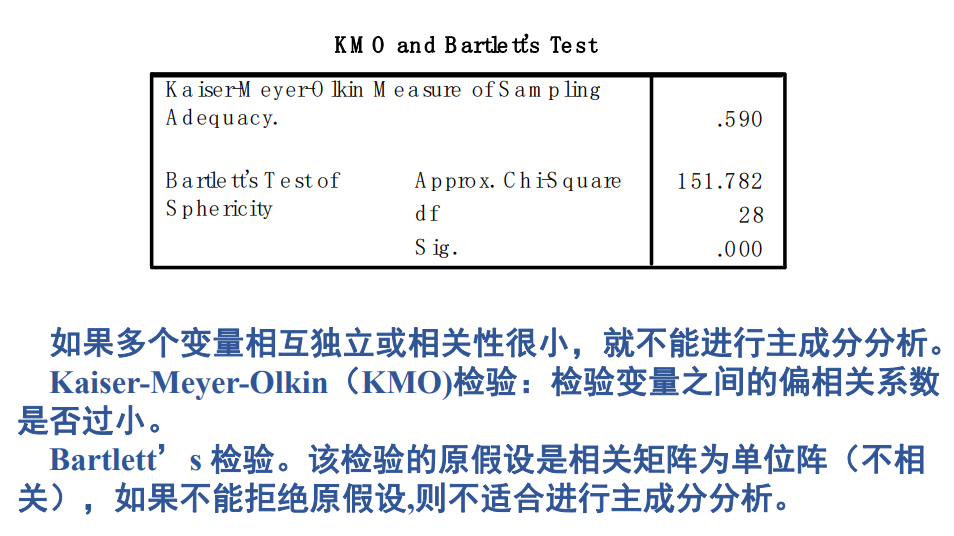 KMO and Bartlett's Test
Kaiser-Meyer-Olkin Measure of Sampling
Adequacy.
.590
Bartlett's Test of
Sphericity
Approx. Chi-Square
151.782
df
28
Sig.
.000
如果多个变量相互独立或相关性很小，就不能进行主成分分析。
Kaiser-Meyer-Olkin（KMO)检验：检验变量之间的偏相关系数
是否过小。
Bartlett’s 检验。该检验的原假设是相关矩阵为单位阵（不相
关），如果不能拒绝原假设,则不适合进行主成分分析。